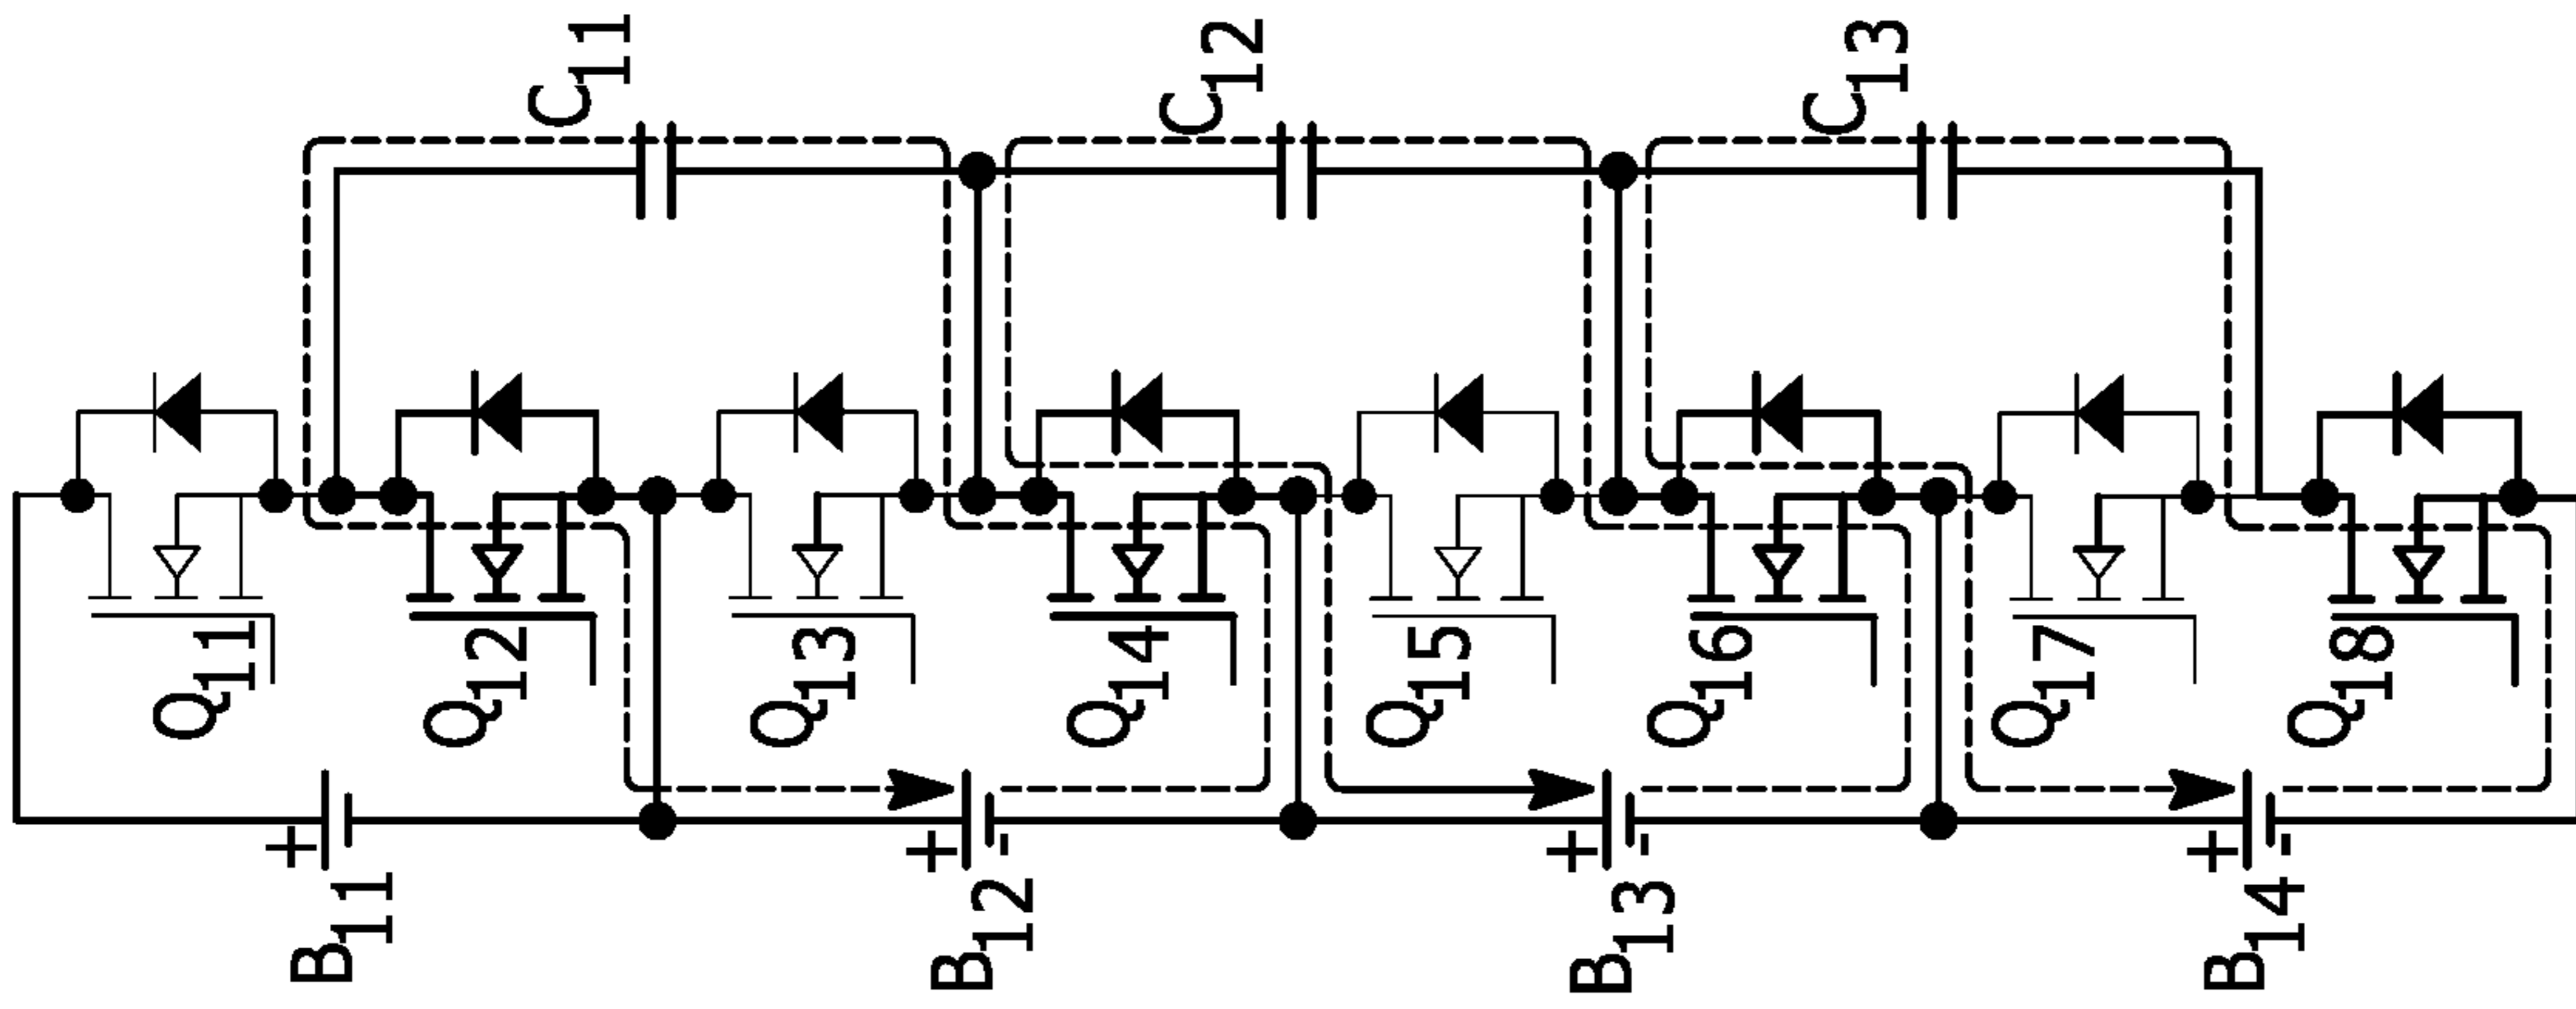 C11
C12
C13
Q11
Q12
Q13
Q14
Q15
Q16
Q17
Q18
+
+ -
+ -
+ -
B11
B12
B13
B14